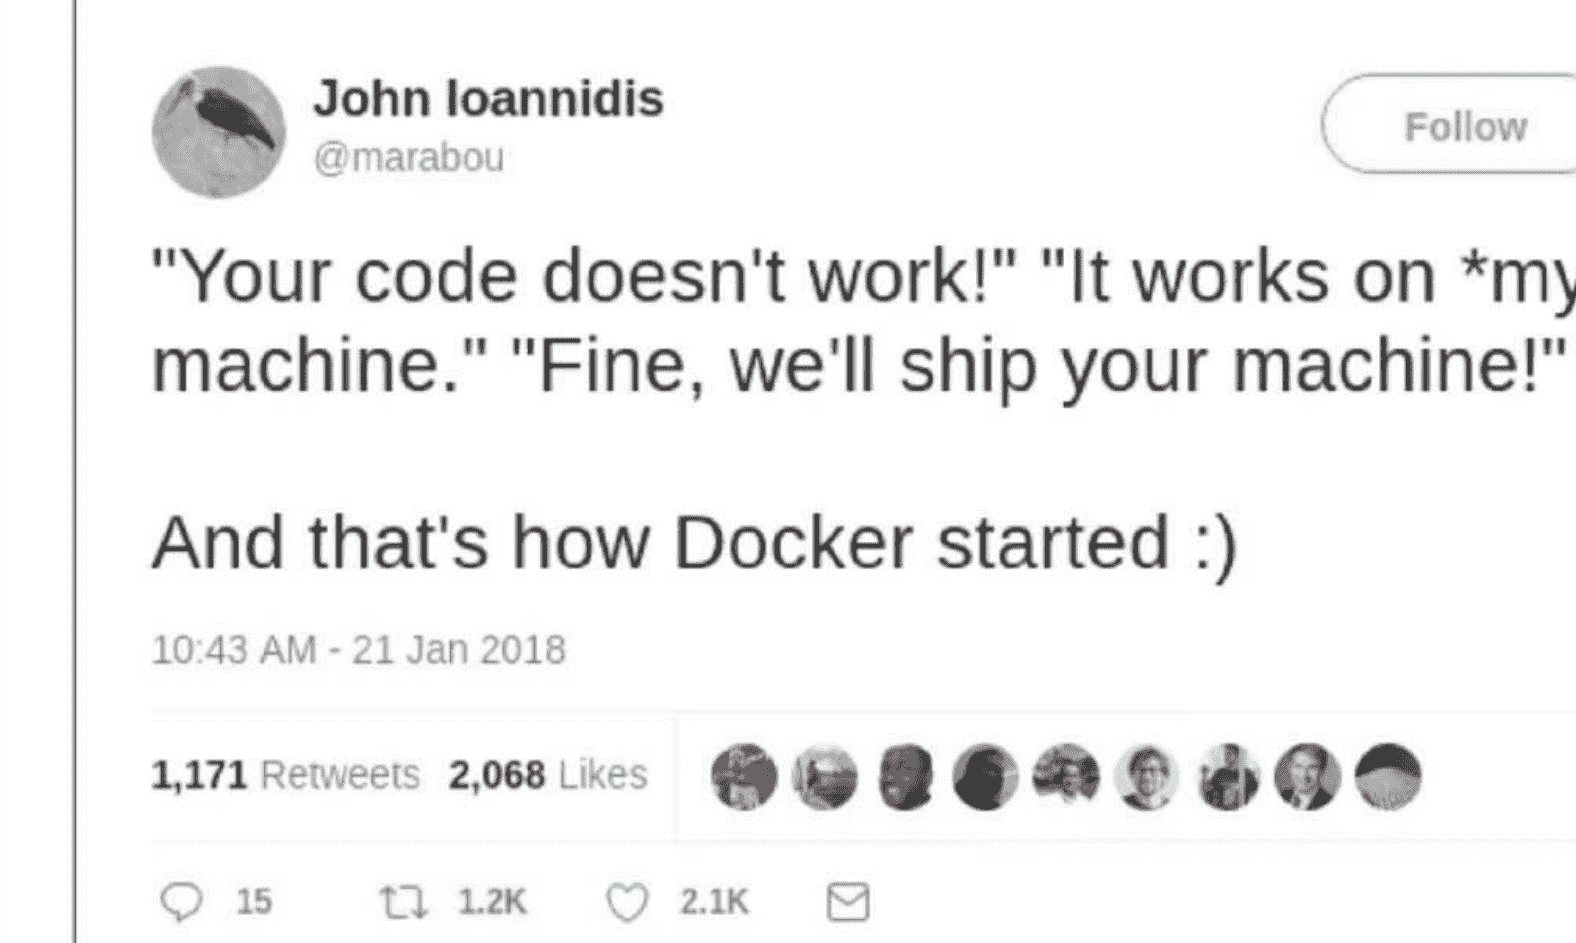 John Ioannidis
@marabou
Follow
"Your code doesn't work!" "It works on *my
machine." "Fine, we'll ship your machine!"
And that's how Docker started :)
10:43 AM - 21 Jan 2018
1,171 Retweets 2,068 Likes
15 1.2K 2.1K